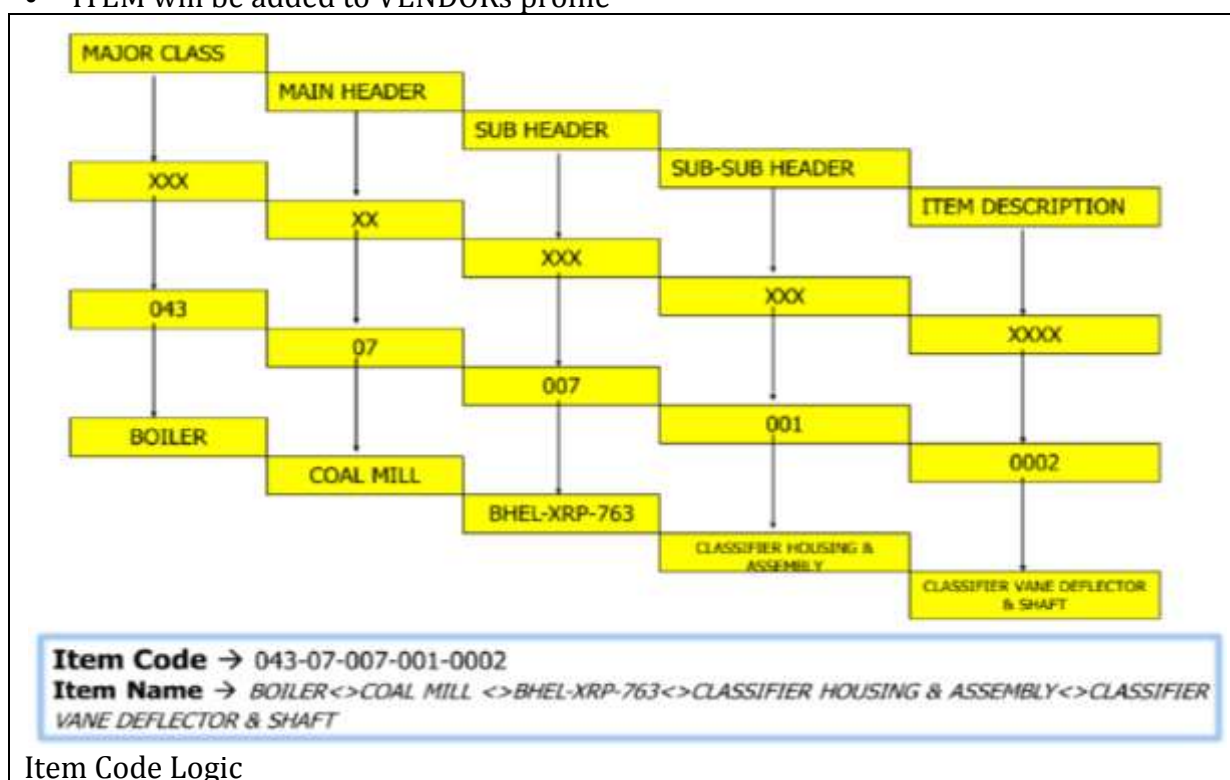 • ITEM will be added to VENDORs profile
MAJOR CLASS
MAIN HEADER
SUB HEADER
SUB-SUB HEADER
ITEM DESCRIPTION
XXX
XX
XXX
XXX
XXXX
043
07
007
001
0002
BOILER
COAL MILL
BHEL-XRP-763
CLASSIFIER HOUSING &
ASSEMBLY
CLASSIFIER VANE DEFLECTOR
& SHAFT
Item Code → 043-07-007-001-0002
Item Name → BOILER<>COAL MILL <>BHEL-XRP-763<>CLASSIFIER HOUSING & ASSEMBLY<>CLASSIFIER
VANE DEFLECTOR & SHAFT
Item Code Logic